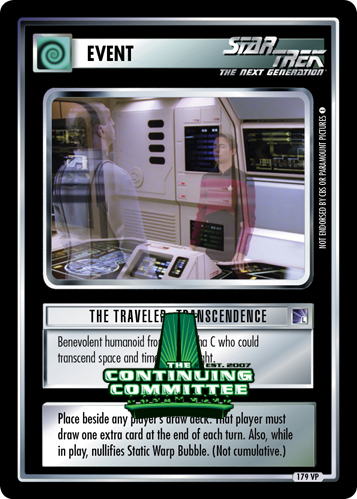 EVENT
STAR TREK
THE NEXT GENERATION
NOT ENDORSED BY CBS OR PARAMOUNT PICTURES
THE TRAVELER: TRANSCENDENCE
Benevolent humanoid a C who could
transcend space and
THE
EST. 2007
CONTINUING
COMMITTEE
Place beside any player's draw deck. That player must
draw one extra card at the end of each turn. Also, while
in play, nullifies Static Warp Bubble. (Not cumulative.)
179 VP